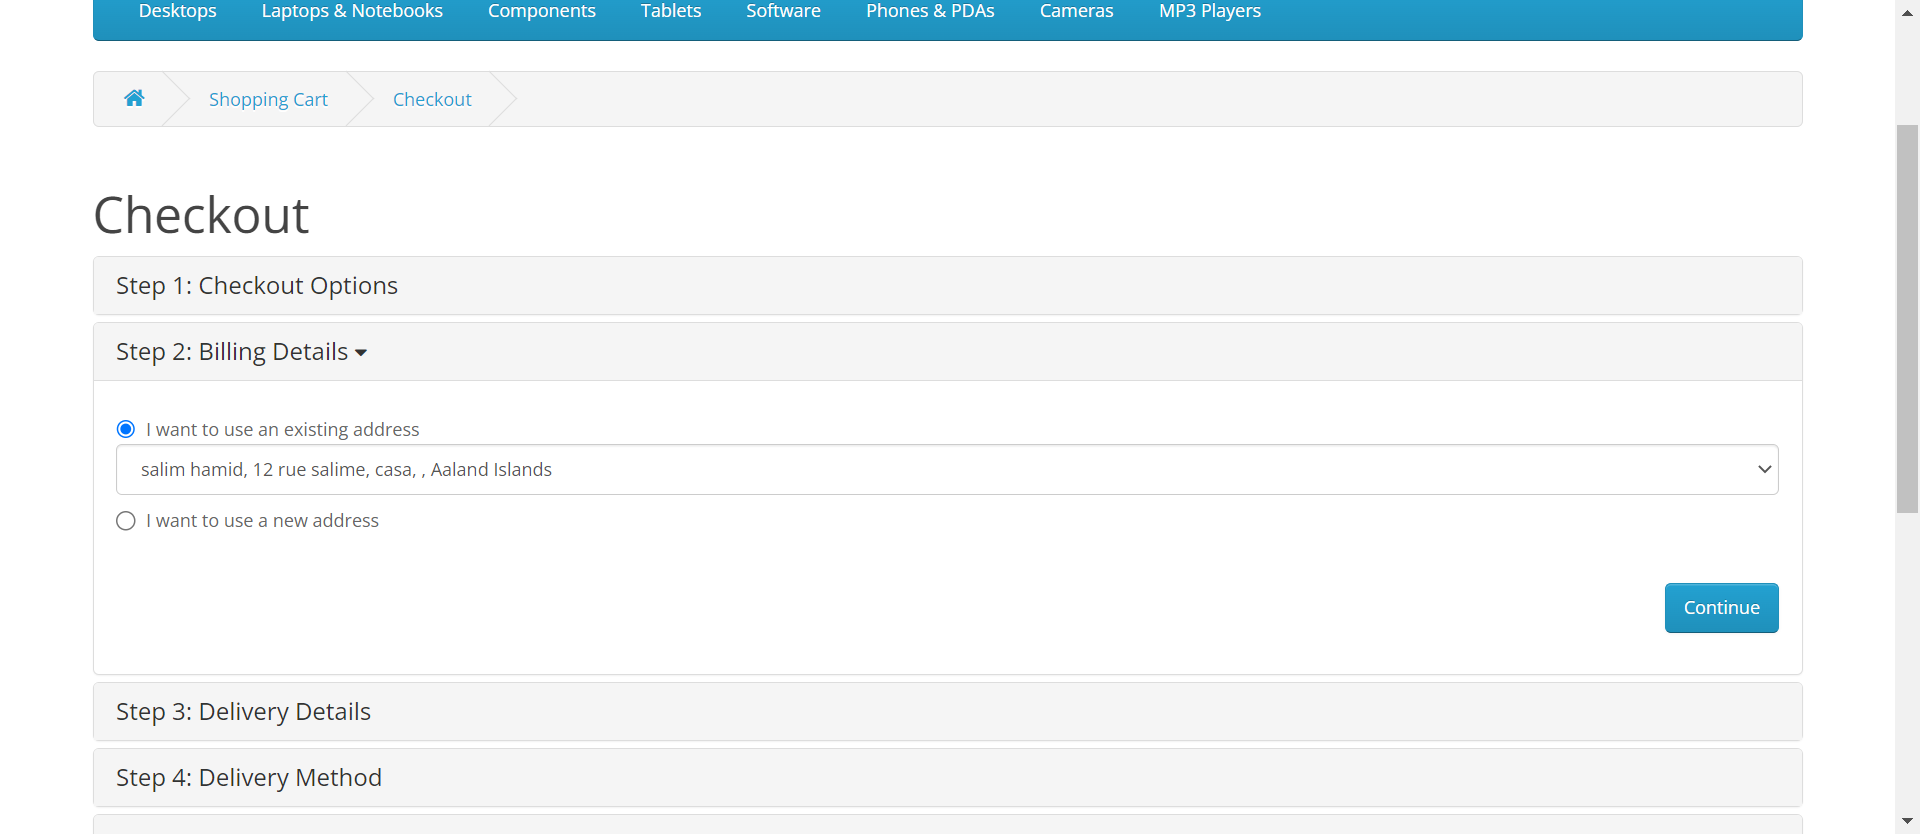 Desktops Laptops & Notebooks Components Tablets Software Phones & PDAs Cameras MP3 Players
Shopping Cart Checkout
Checkout
Step 1: Checkout Options
Step 2: Billing Details
I want to use an existing address
salim hamid, 12 rue salime, casa, , Aaland Islands
I want to use a new address
Continue
Step 3: Delivery Details
Step 4: Delivery Method